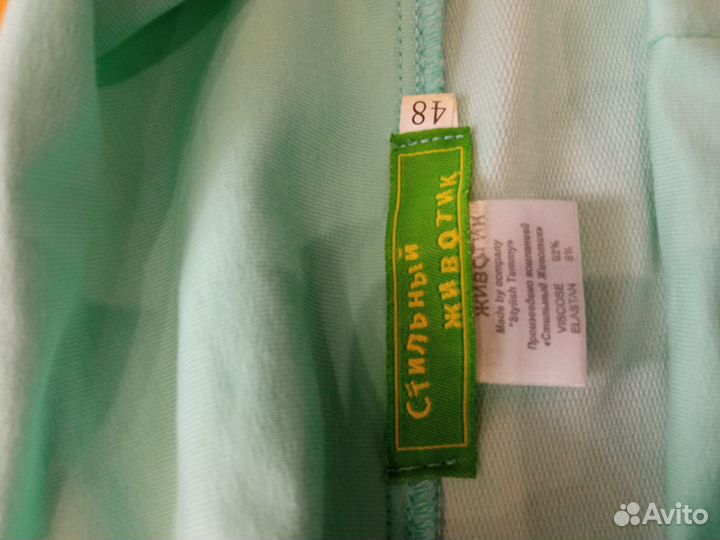 48
Стильный
животик
ЖИВОТИК
Made by company
"Stylish Tummy"
Произведено компанией
«Стильный Животик»
VISCOSE 92%
ELASTAN 8%
Avito